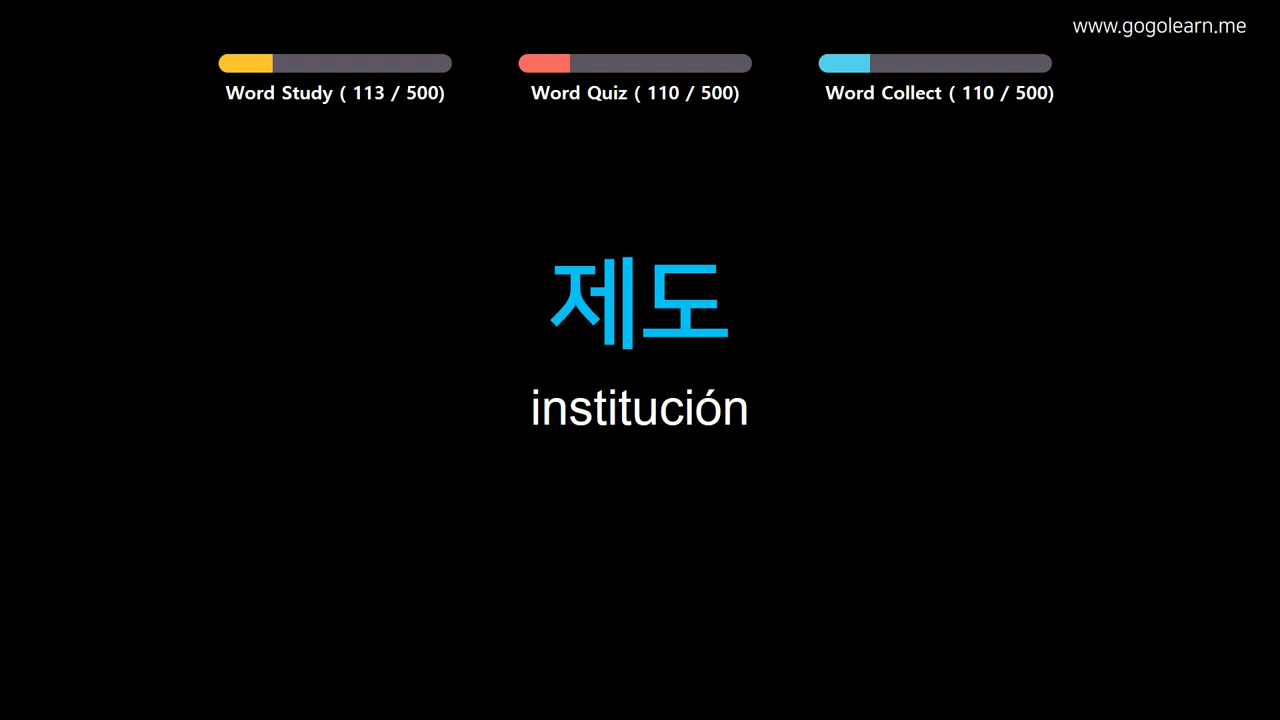 www.gogolearn.me
Word Study ( 113 / 500)
Word Quiz ( 110 / 500)
Word Collect ( 110 / 500)
제도
institución